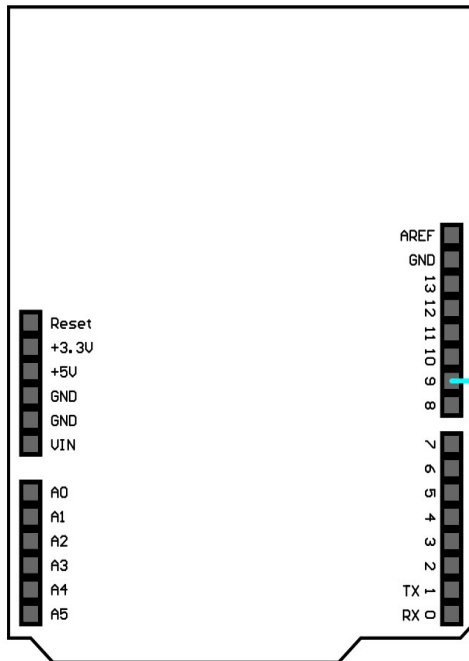 AREF
GND
13
12
11
10
9
8
7
6
5
4
3
2
TX 1
RX 0
Reset
+3.3V
+5V
GND
GND
VIN
A0
A1
A2
A3
A4
A5